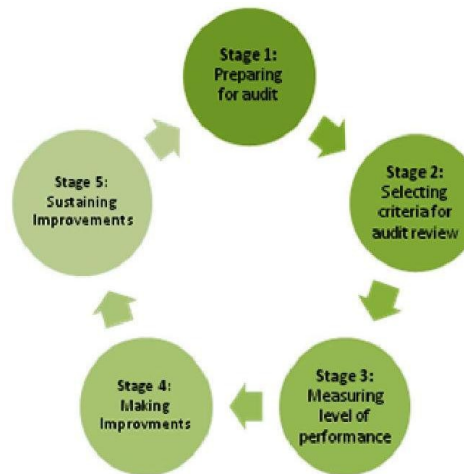 Stage 1:
Preparing
for audit
Stage 2:
Selecting
criteria for
audit review
Stage 3:
Measuring
level of
performance
Stage 4:
Making
Improvments
Stage 5:
Sustaining
Improvements